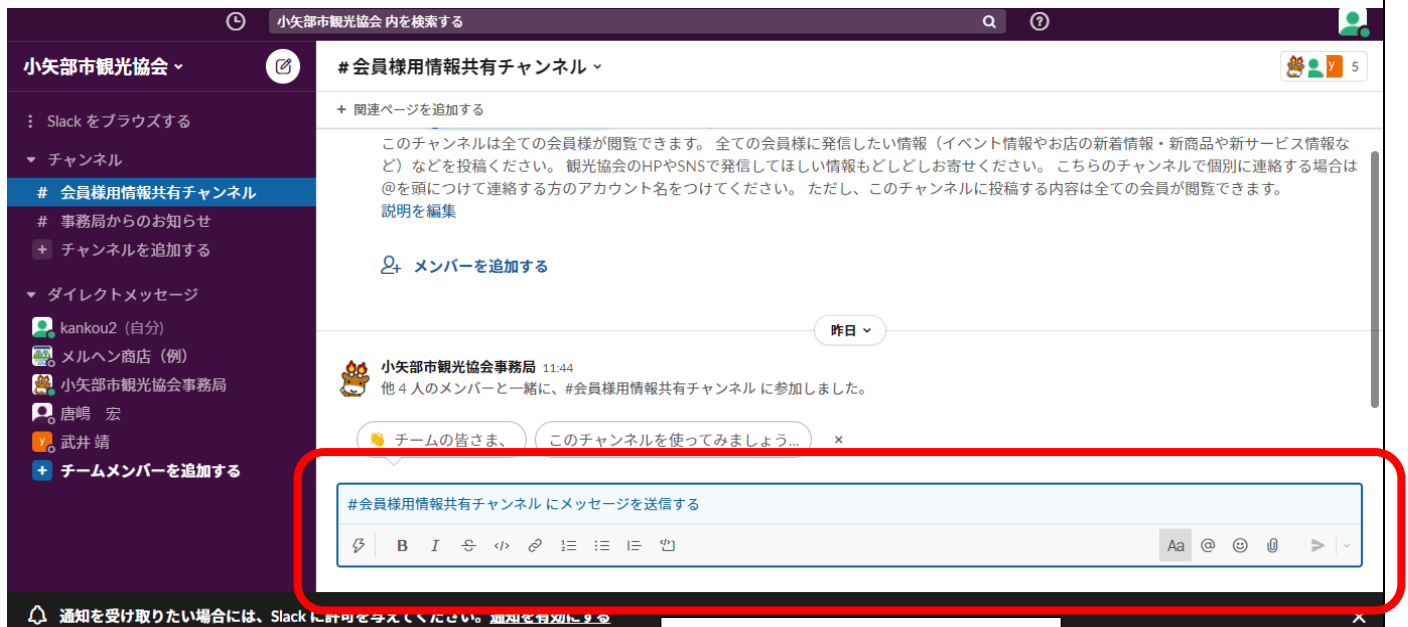 小矢部市観光協会 内を検索する
小矢部市観光協会
Slack をブラウズする
チャンネル
# 会員様用情報共有チャンネル
# 事務局からのお知らせ
+ チャンネルを追加する
ダイレクトメッセージ
kankou2 (自分)
メルヘン商店（例）
小矢部市観光協会事務局
唐嶋　宏
y 武井 靖
+ チームメンバーを追加する
#会員様用情報共有チャンネル
y 5
+ 関連ページを追加する
このチャンネルは全ての会員様が閲覧できます。 全ての会員様に発信したい情報（イベント情報やお店の新着情報・新商品や新サービス情報な
ど）などを投稿ください。 観光協会のHPやSNSで発信してほしい情報もどしどしお寄せください。 こちらのチャンネルで個別に連絡する場合は
@を頭につけて連絡する方のアカウント名をつけてください。 ただし、このチャンネルに投稿する内容は全ての会員が閲覧できます。
説明を編集
メンバーを追加する
昨日
小矢部市観光協会事務局 11:44
他 4 人のメンバーと一緒に、#会員様用情報共有チャンネル に参加しました。
👋 チームの皆さま、 このチャンネルを使ってみましょう... ×
#会員様用情報共有チャンネル にメッセージを送信する
B I S </> Aa @
通知を受け取りたい場合には、Slack に許可を与えてください。通知を有効にする ×